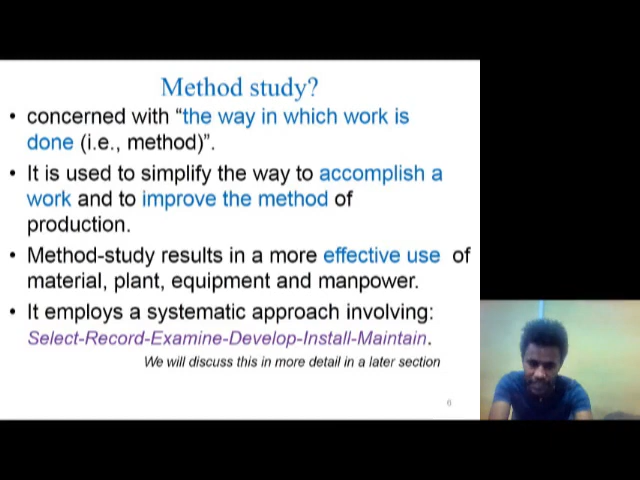 Method study?
• concerned with “the way in which work is
done (i.e., method)”.
• It is used to simplify the way to accomplish a
work and to improve the method of
production.
• Method-study results in a more effective use of
material, plant, equipment and manpower.
• It employs a systematic approach involving:
Select-Record-Examine-Develop-Install-Maintain.
We will discuss this in more detail in a later section
6